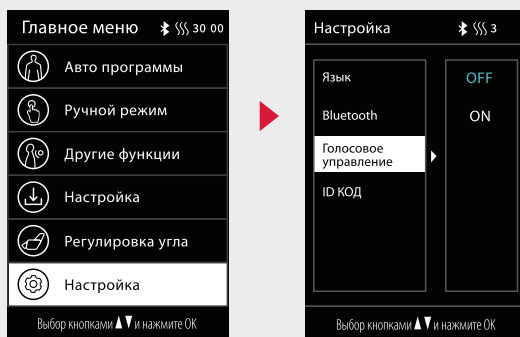 Главное меню 30 00
Авто программы
Ручной режим
Другие функции
Настройка
Регулировка угла
Настройка
Выбор кнопками ▲▼ и нажмите OK
Настройка 3
Язык
Bluetooth
Голосовое
управление
ID КОД
OFF
ON
Выбор кнопками ▲▼ и нажмите OK